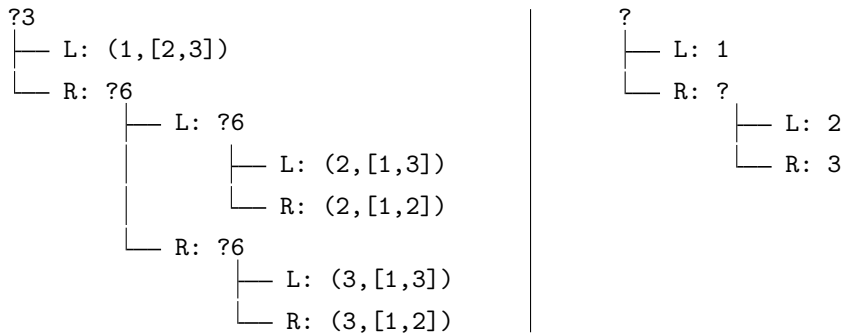 ?3
L: (1,[2,3])
R: ?6
L: ?6
L: (2,[1,3])
R: (2,[1,2])
R: ?6
L: (3,[1,3])
R: (3,[1,2])
?
L: 1
R: ?
L: 2
R: 3